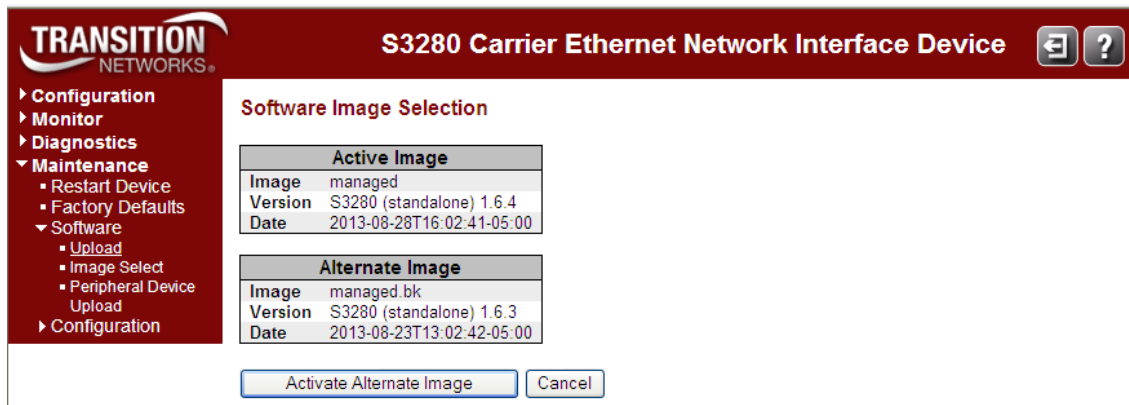 TRANSITION
NETWORKS®
S3280 Carrier Ethernet Network Interface Device
?
Configuration
Monitor
Diagnostics
Maintenance
Restart Device
Factory Defaults
Software
Upload
Image Select
Peripheral Device
Upload
Configuration
Software Image Selection
Active Image
Image managed
Version S3280 (standalone) 1.6.4
Date 2013-08-28T16:02:41-05:00
Alternate Image
Image managed.bk
Version S3280 (standalone) 1.6.3
Date 2013-08-23T13:02:42-05:00
Activate Alternate Image Cancel